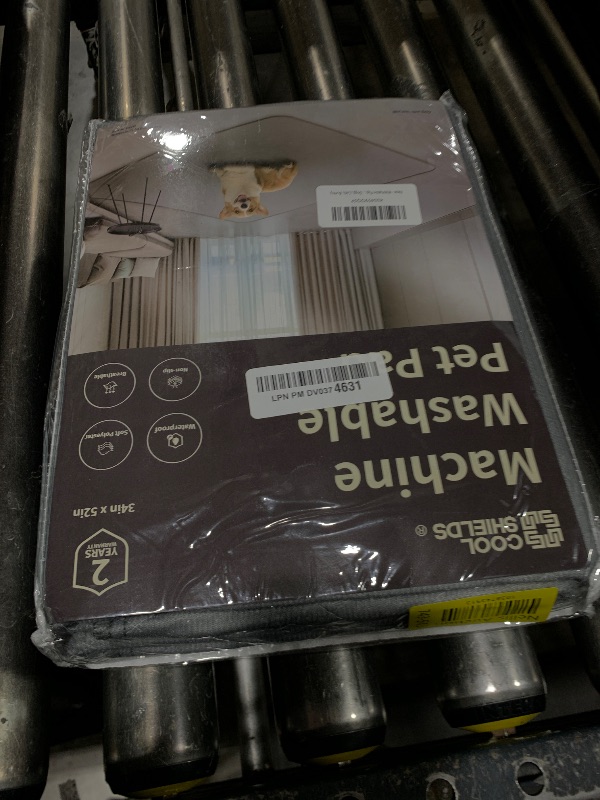 COOL
SHIELDS®
Machine
Washable
Pet Pad
2
YEARS
WARRANTY
34in x 52in
Waterproof
Soft Polyester
Non-slip
Breathable
LPN PM DV037 4631